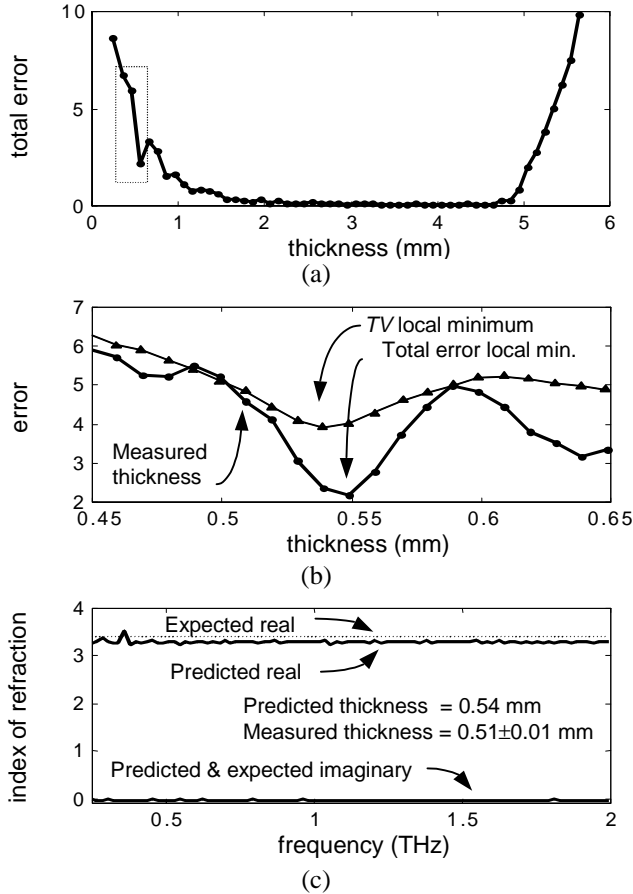 10
5
0
total error
0 1 2 3 4 5 6
thickness (mm)
(a)
7
6
5
4
3
2
error
TV local minimum
Total error local min.
Measured
thickness
0.45 0.5 0.55 0.6 0.65
thickness (mm)
(b)
4
3
2
1
0
index of refraction
Expected real
Predicted real
Predicted thickness = 0.54 mm
Measured thickness = 0.51±0.01 mm
Predicted & expected imaginary
0.5 1 1.5 2
frequency (THz)
(c)